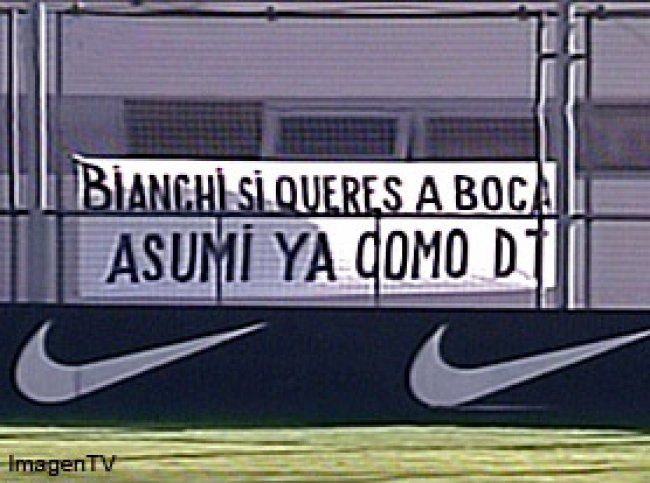 BiANCHi Si QUERES A BOCA
ASUMi YA COMO DT
ImagenTV